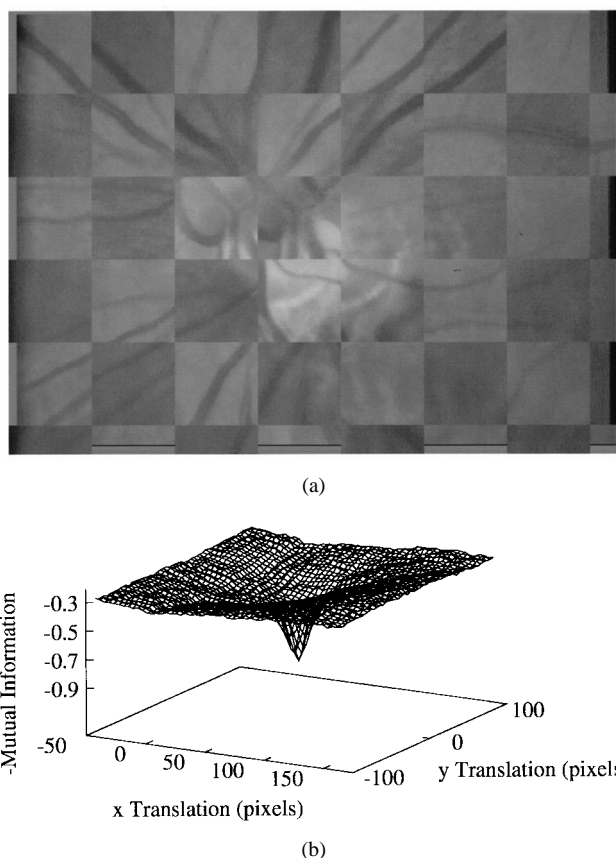 (a)
-0.3
-0.5
-0.7
-0.9
-Mutual Information
-50
0
50
100
150
x Translation (pixels)
-100
0
100
y Translation (pixels
(b)